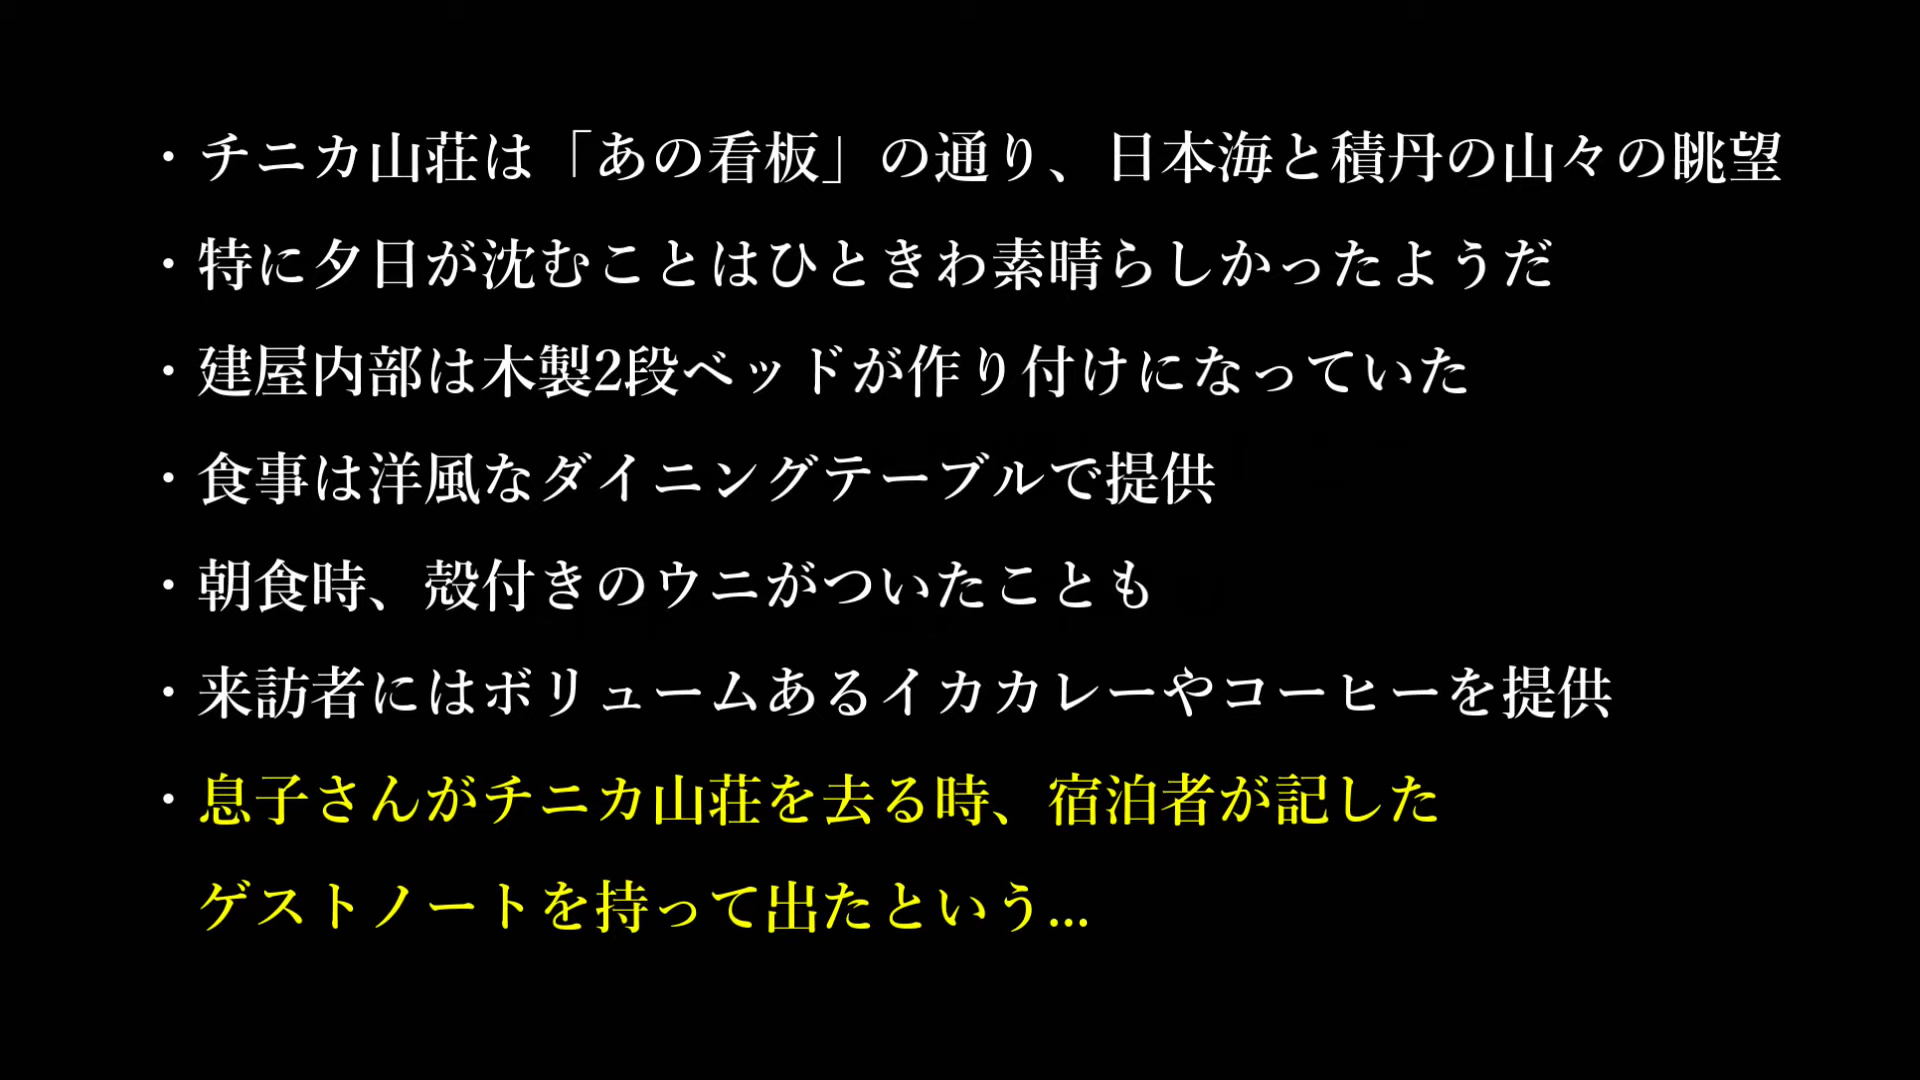 ・チニカ山荘は「あの看板」の通り、日本海と積丹の山々の眺望
・特に夕日が沈むことはひときわ素晴らしかったようだ
・建屋内部は木製2段ベッドが作り付けになっていた
・食事は洋風なダイニングテーブルで提供
・朝食時、殻付きのウニがついたことも
・来訪者にはボリュームあるイカカレーやコーヒーを提供
・息子さんがチニカ山荘を去る時、宿泊者が記した
ゲストノートを持って出たという...